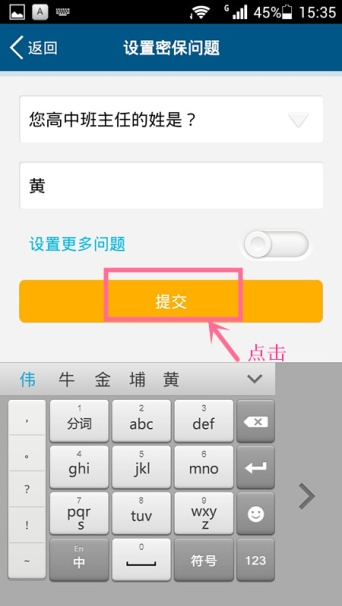 A G 45% 15:35
返回 设置密保问题
您高中班主任的姓是？
黄
设置更多问题
提交
点击
伟 牛 金 埔 黄
， 1 分词 2 abc 3 def
。 4 ghi 5 jkl 6 mno
？ 7 pqrs 8 tuv 9 wxyz
！
～ En 中 0 符号 123